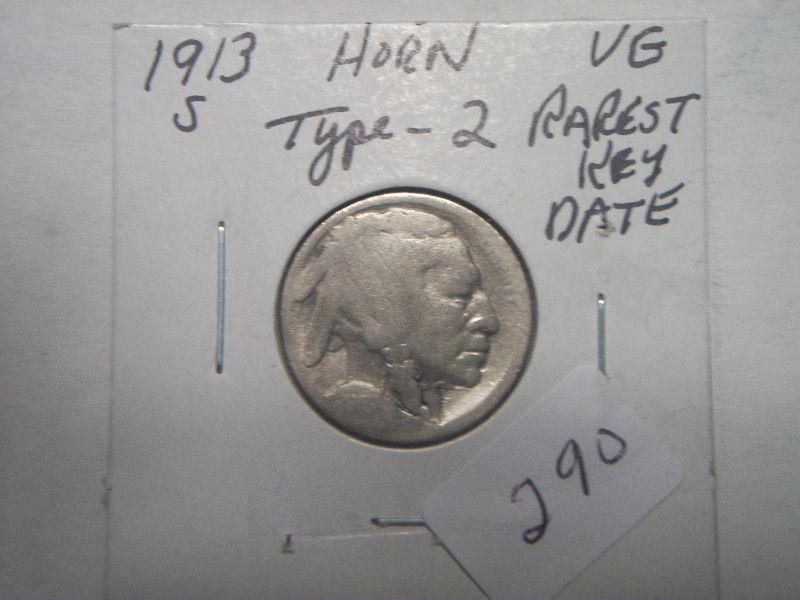 1913 HORN VG
S Type-2 RAREST
KEY
DATE
290